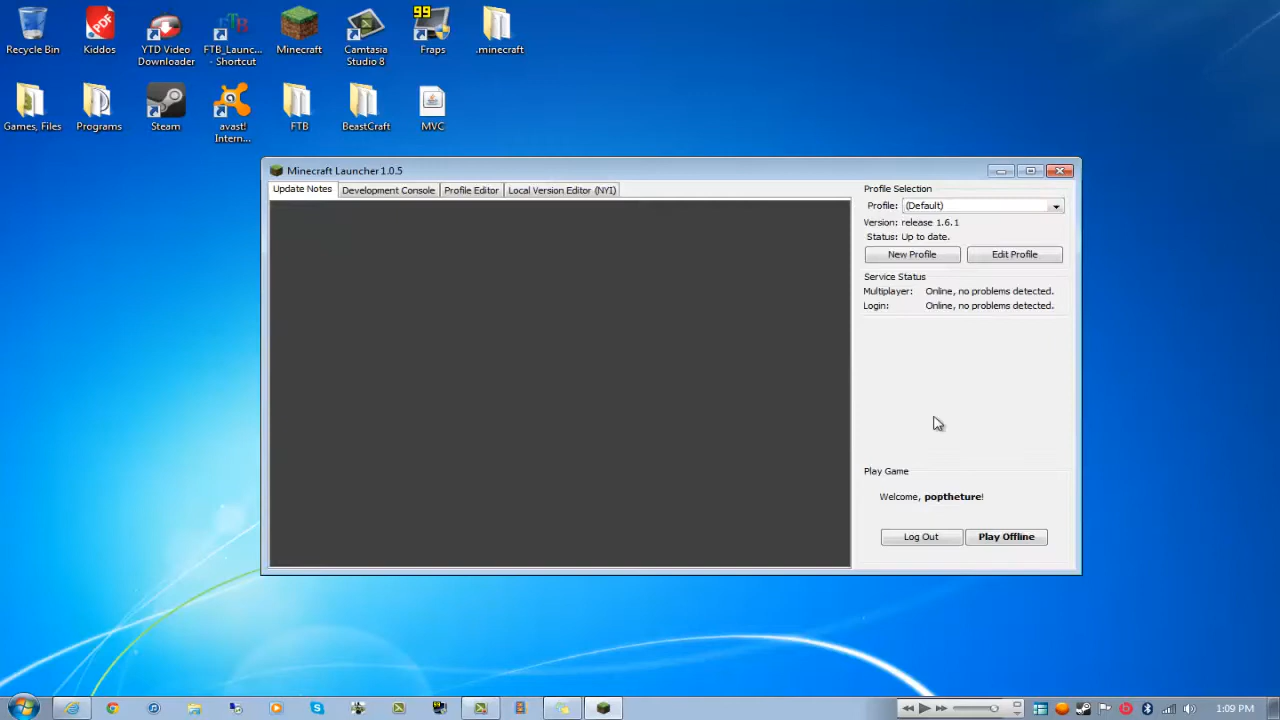 99
Recycle Bin
Kiddos
YTD Video
Downloader
FTB_Launc...
- Shortcut
Minecraft
Camtasia
Studio 8
Fraps
.minecraft
Games, Files
Programs
Steam
avast!
Intern...
FTB
BeastCraft
MVC
Minecraft Launcher 1.0.5
Update Notes
Development Console
Profile Editor
Local Version Editor (NYI)
Profile Selection
Profile: (Default)
Version: release 1.6.1
Status: Up to date.
New Profile
Edit Profile
Service Status
Multiplayer: Online, no problems detected.
Login: Online, no problems detected.
Play Game
Welcome, poptheture!
Log Out
Play Offline
1:09 PM